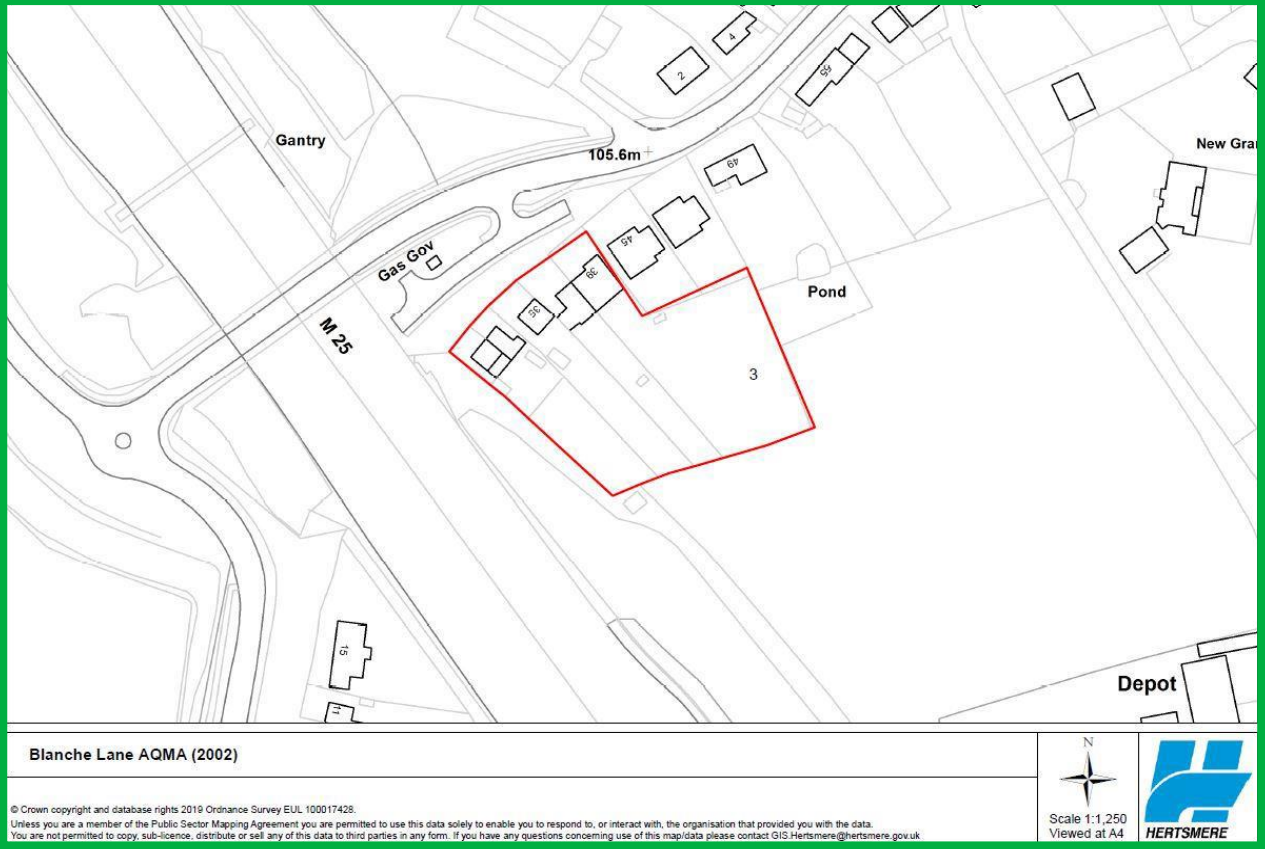 4
2
55
Gantry
105.6m
49
New Gra
45
Gas Gov
39
Pond
35
M 25
3
15
Depot
11
Blanche Lane AQMA (2002)
N
© Crown copyright and database rights 2019 Ordnance Survey EUL 100017428.
Unless you are a member of the Public Sector Mapping Agreement you are permitted to use this data solely to enable you to respond to, or interact with, the organisation that provided you with the data.
You are not permitted to copy, sub-licence, distribute or sell any of this data to third parties in any form. If you have any questions concerning use of this map/data please contact GIS.Hertsmere@hertsmere.gov.uk
Scale 1:1,250
Viewed at A4
HERTSMERE